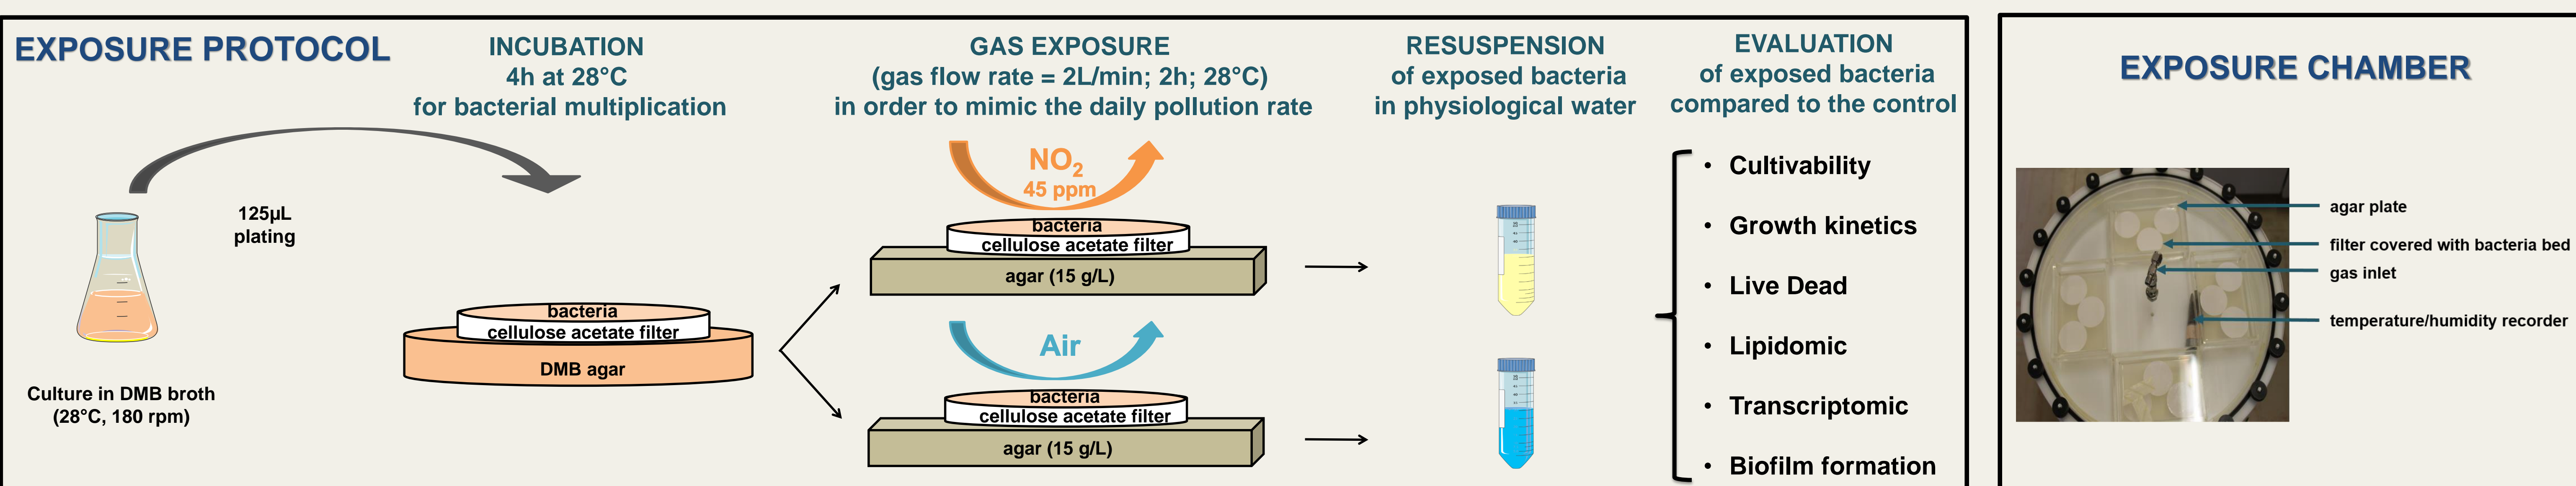 EXPOSURE PROTOCOL
INCUBATION
4h at 28°C
for bacterial multiplication
GAS EXPOSURE
(gas flow rate = 2L/min; 2h; 28°C)
in order to mimic the daily pollution rate
RESUSPENSION
of exposed bacteria
in physiological water
EVALUATION
of exposed bacteria
compared to the control
125µL
plating
Culture in DMB broth
(28°C, 180 rpm)
bacteria
cellulose acetate filter
DMB agar
NO₂
45 ppm
bacteria
cellulose acetate filter
agar (15 g/L)
Air
bacteria
cellulose acetate filter
agar (15 g/L)
• Cultivability
• Growth kinetics
• Live Dead
• Lipidomic
• Transcriptomic
• Biofilm formation
EXPOSURE CHAMBER
agar plate
filter covered with bacteria bed
gas inlet
temperature/humidity recorder